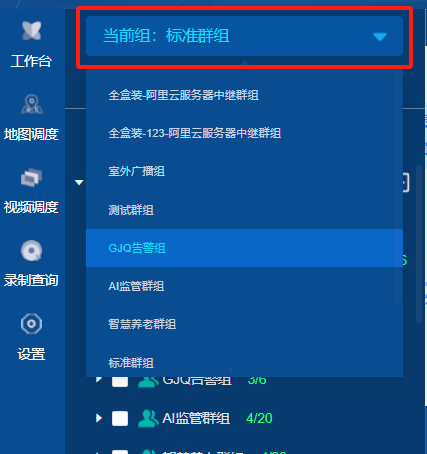 当前组：标准群组
工作台
地图调度
视频调度
录制查询
设置
全盒装-阿里云服务器中继群组
全盒装-123-阿里云服务器中继群组
室外广播组
测试群组
GJQ告警组
AI监管群组
智慧养老群组
标准群组
GJQ告警组 3/6
AI监管群组 4/20